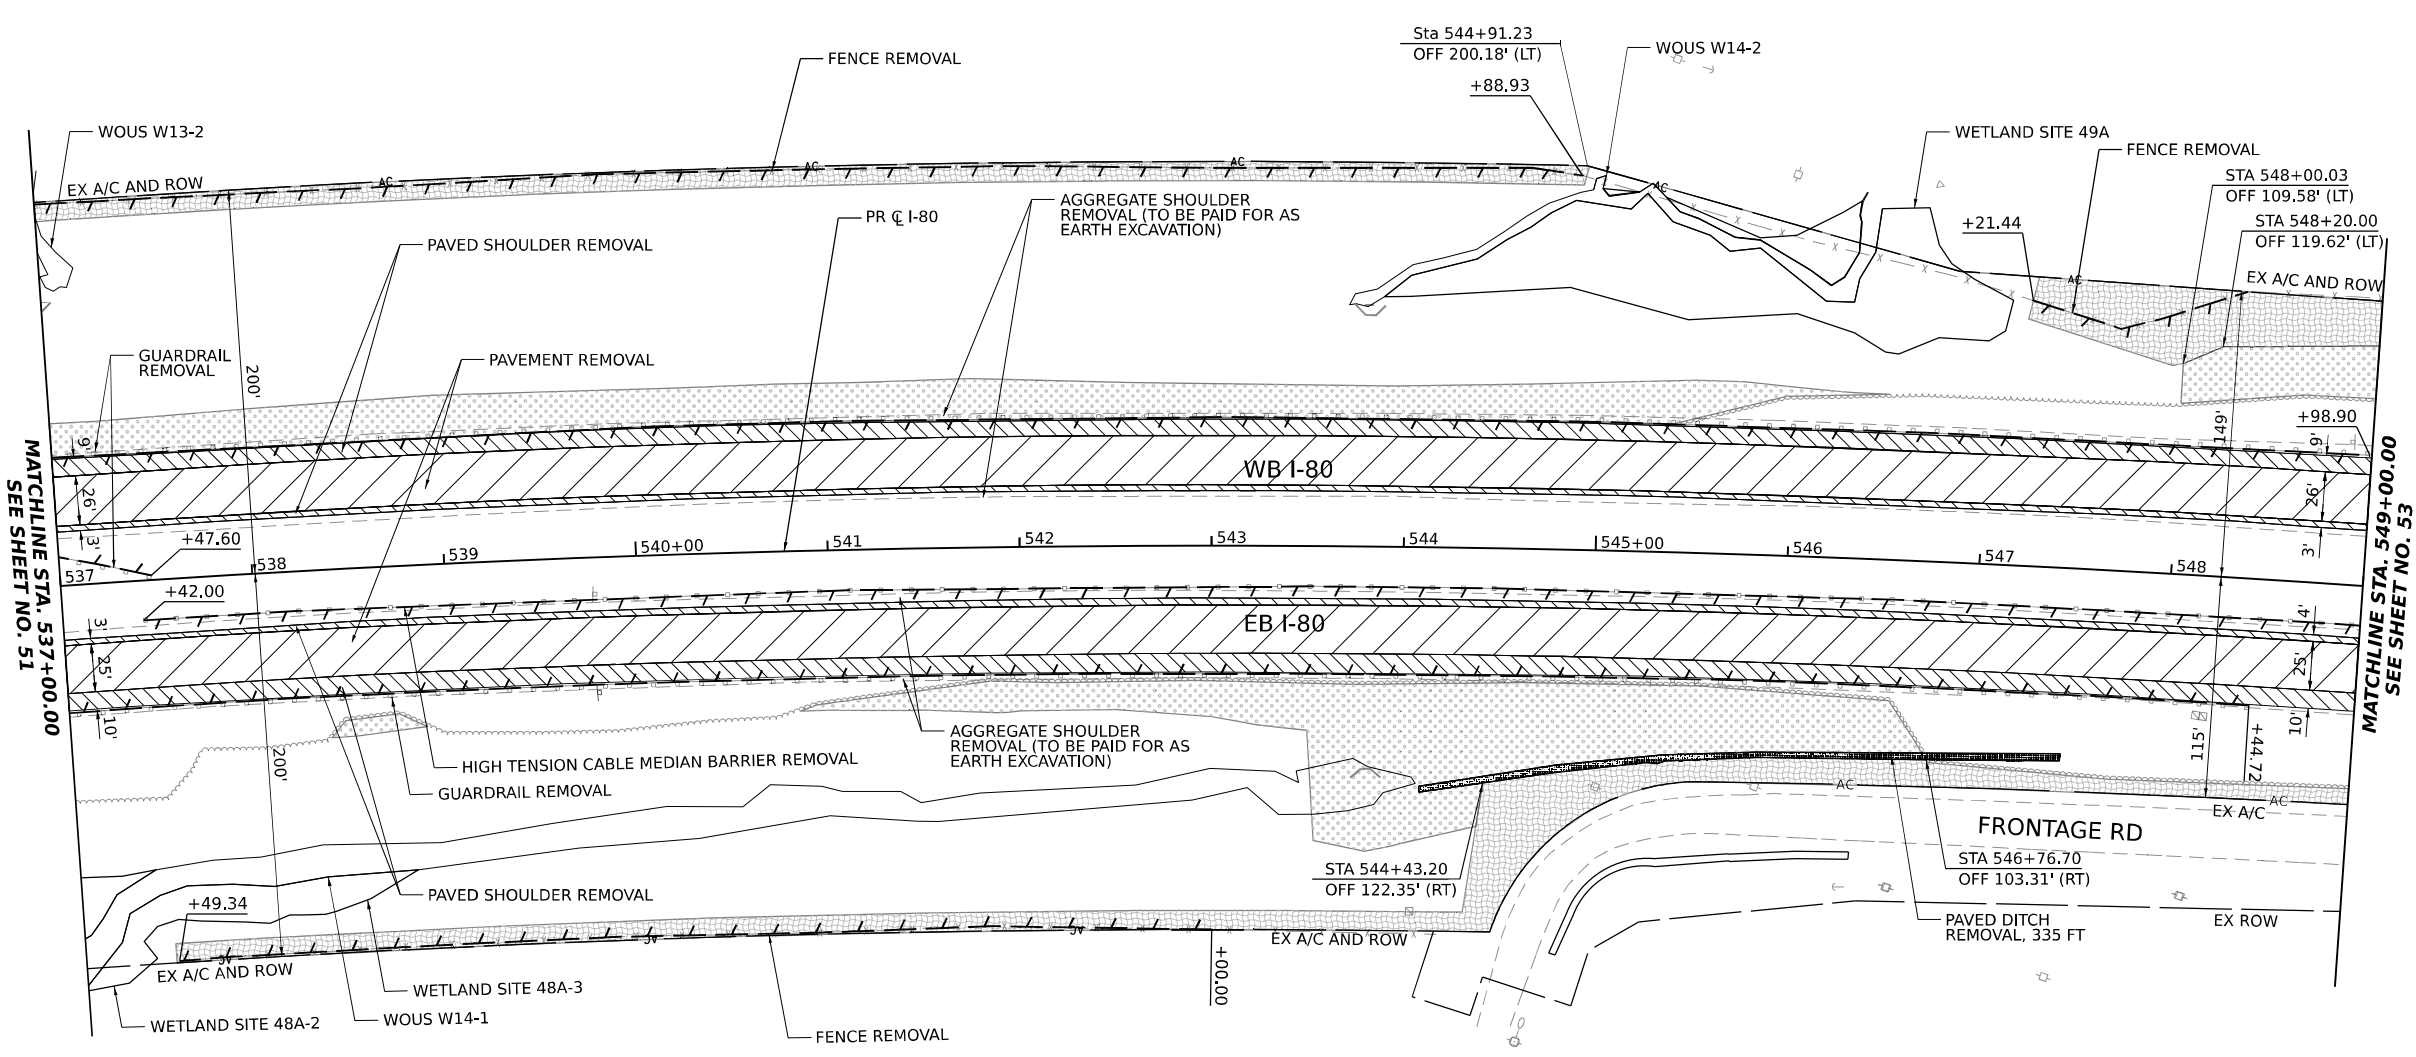 Sta 544+91.23
OFF 200.18' (LT)
WOUS W14-2
FENCE REMOVAL
+88.93
WOUS W13-2
WETLAND SITE 49A
FENCE REMOVAL
STA 548+00.03
OFF 109.58' (LT)
STA 548+20.00
OFF 119.62' (LT)
+21.44
EX A/C AND ROW
AC
AC
AC
AC
AC
EX A/C AND ROW
AGGREGATE SHOULDER
REMOVAL (TO BE PAID FOR AS
EARTH EXCAVATION)
PR ℄ I-80
PAVED SHOULDER REMOVAL
GUARDRAIL
REMOVAL
PAVEMENT REMOVAL
200'
149'
+98.90
9'
9'
WB I-80
26'
26'
3'
3'
MATCHLINE STA. 537+00.00
SEE SHEET NO. 51
MATCHLINE STA. 549+00.00
SEE SHEET NO. 53
+47.60
537
538
539
540+00
541
542
543
544
545+00
546
547
548
+42.00
3'
4'
EB I-80
25'
25'
10'
10'
200'
115'
+44.72
AGGREGATE SHOULDER
REMOVAL (TO BE PAID FOR AS
EARTH EXCAVATION)
HIGH TENSION CABLE MEDIAN BARRIER REMOVAL
GUARDRAIL REMOVAL
AC
AC
EX A/C
FRONTAGE RD
STA 544+43.20
OFF 122.35' (RT)
STA 546+76.70
OFF 103.31' (RT)
PAVED SHOULDER REMOVAL
+49.34
PAVED DITCH
REMOVAL, 335 FT
EX ROW
AC
AC
AC
EX A/C AND ROW
EX A/C AND ROW
+00.00
WETLAND SITE 48A-3
WOUS W14-1
WETLAND SITE 48A-2
FENCE REMOVAL